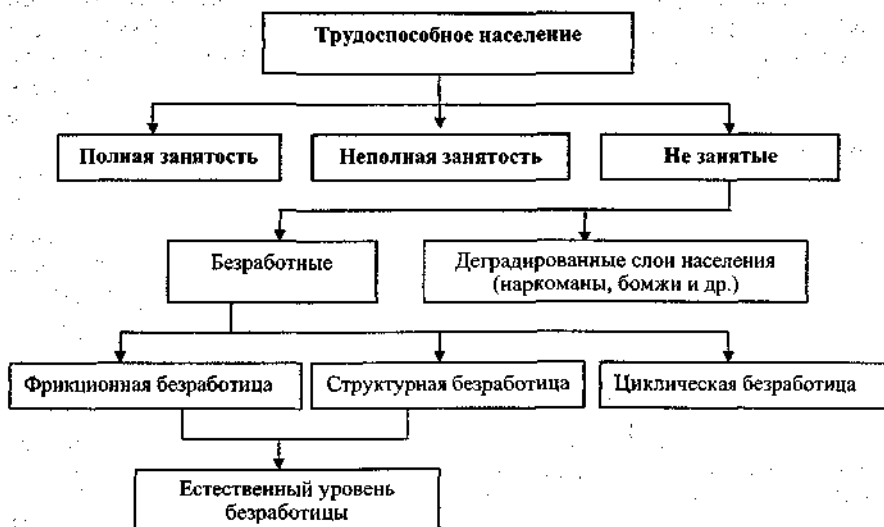 Трудоспособное население
Полная занятость
Неполная занятость
Не занятые
Безработные
Деградированные слои населения
(наркоманы, бомжи и др.)
Фрикционная безработица
Структурная безработица
Циклическая безработица
Естественный уровень
безработицы